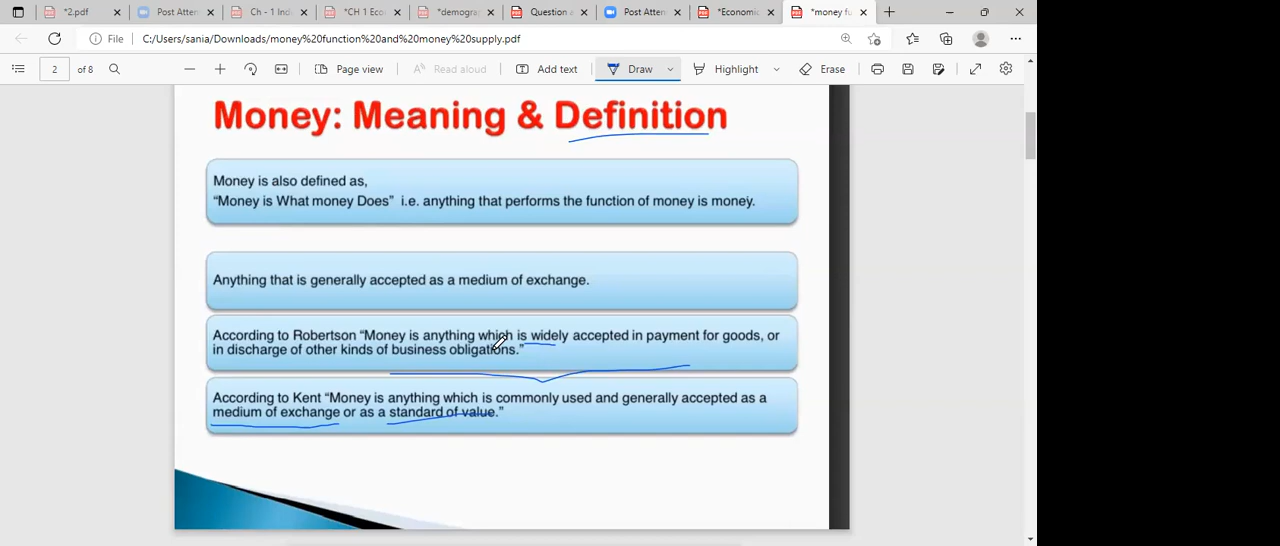 *2.pdf
Post Atten
Ch - 1 Ind
*CH 1 Eco
*demogra
Question
Post Atten
*Economic
*money fu
File
C:/Users/sania/Downloads/money%20function%20and%20money%20supply.pdf
2 of 8
Page view
Read aloud
Add text
Draw
Highlight
Erase
Money: Meaning & Definition
Money is also defined as,
“Money is What money Does” i.e. anything that performs the function of money is money.
Anything that is generally accepted as a medium of exchange.
According to Robertson “Money is anything which is widely accepted in payment for goods, or
in discharge of other kinds of business obligations.”
According to Kent “Money is anything which is commonly used and generally accepted as a
medium of exchange or as a standard of value.”